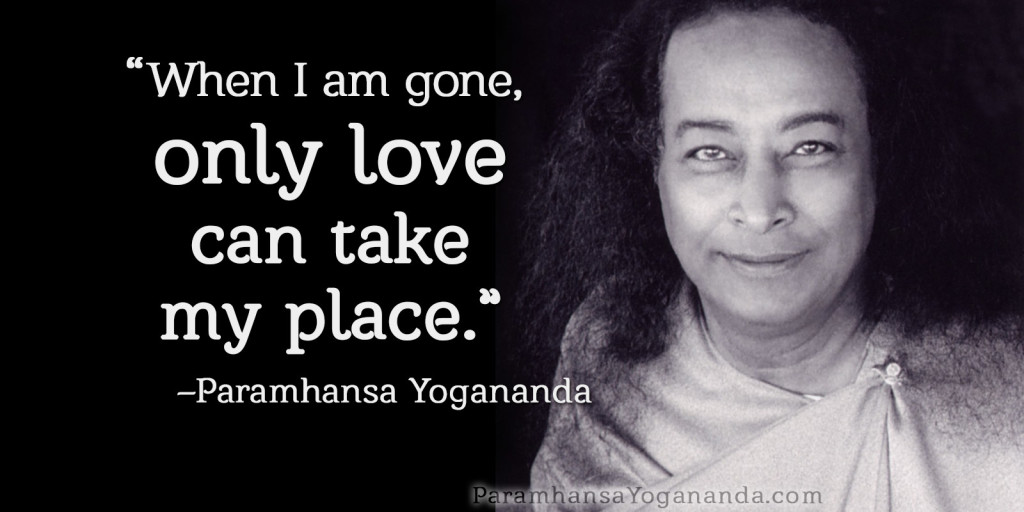 “When I am gone,
only love
can take
my place.”
–Paramhansa Yogananda
ParamhansaYogananda.com